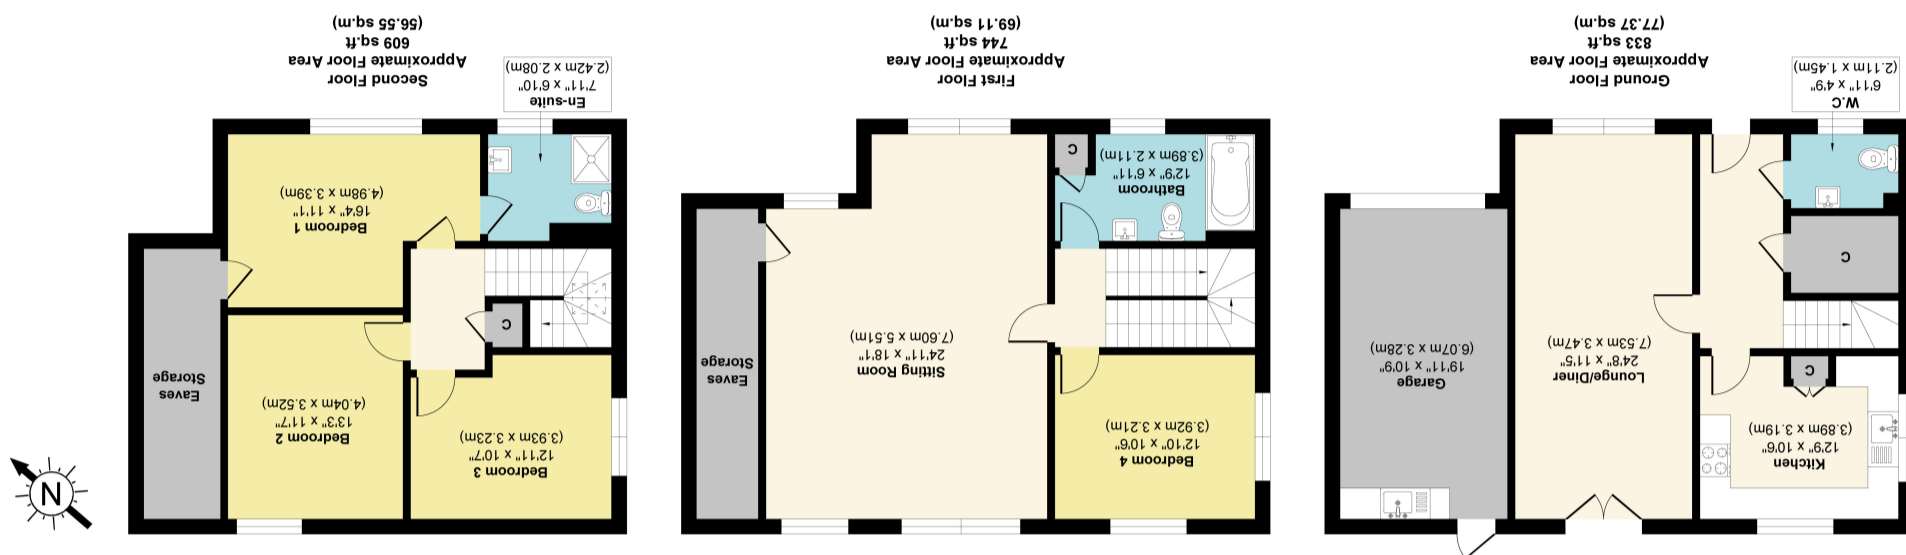 Ground Floor
Approximate Floor Area
833 sq.ft
(77.37 sq.m)
Kitchen
12'9" x 10'6"
(3.89m x 3.19m)
C
Lounge/Diner
24'8" x 11'5"
(7.53m x 3.47m)
Garage
19'11" x 10'9"
(6.07m x 3.28m)
C
W.C
6'11" x 4'9"
(2.11m x 1.45m)
First Floor
Approximate Floor Area
744 sq.ft
(69.11 sq.m)
Bedroom 4
12'10" x 10'6"
(3.92m x 3.21m)
Sitting Room
24'11" x 18'1"
(7.60m x 5.51m)
Eaves
Storage
Bathroom
12'9" x 6'11"
(3.89m x 2.11m)
C
Second Floor
Approximate Floor Area
609 sq.ft
(56.55 sq.m)
Bedroom 3
12'11" x 10'7"
(3.93m x 3.23m)
Bedroom 2
13'3" x 11'7"
(4.04m x 3.52m)
Eaves
Storage
C
Bedroom 1
16'4" x 11'1"
(4.98m x 3.39m)
En-suite
7'11" x 6'10"
(2.42m x 2.08m)
N